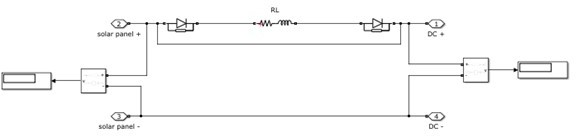 RL
2
1
solar panel +
DC +
3
4
solar panel -
DC -